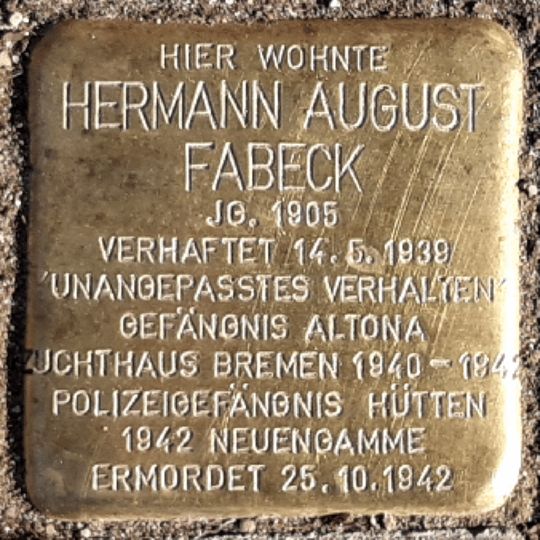 HIER WOHNTE
HERMANN AUGUST
FABECK
JG. 1905
VERHAFTET 14.5.1939
'UNANGEPASSTES VERHALTEN'
GEFÄNGNIS ALTONA
ZUCHTHAUS BREMEN 1940 – 1942
POLIZEIGEFÄNGNIS HÜTTEN
1942 NEUENGAMME
ERMORDET 25.10.1942